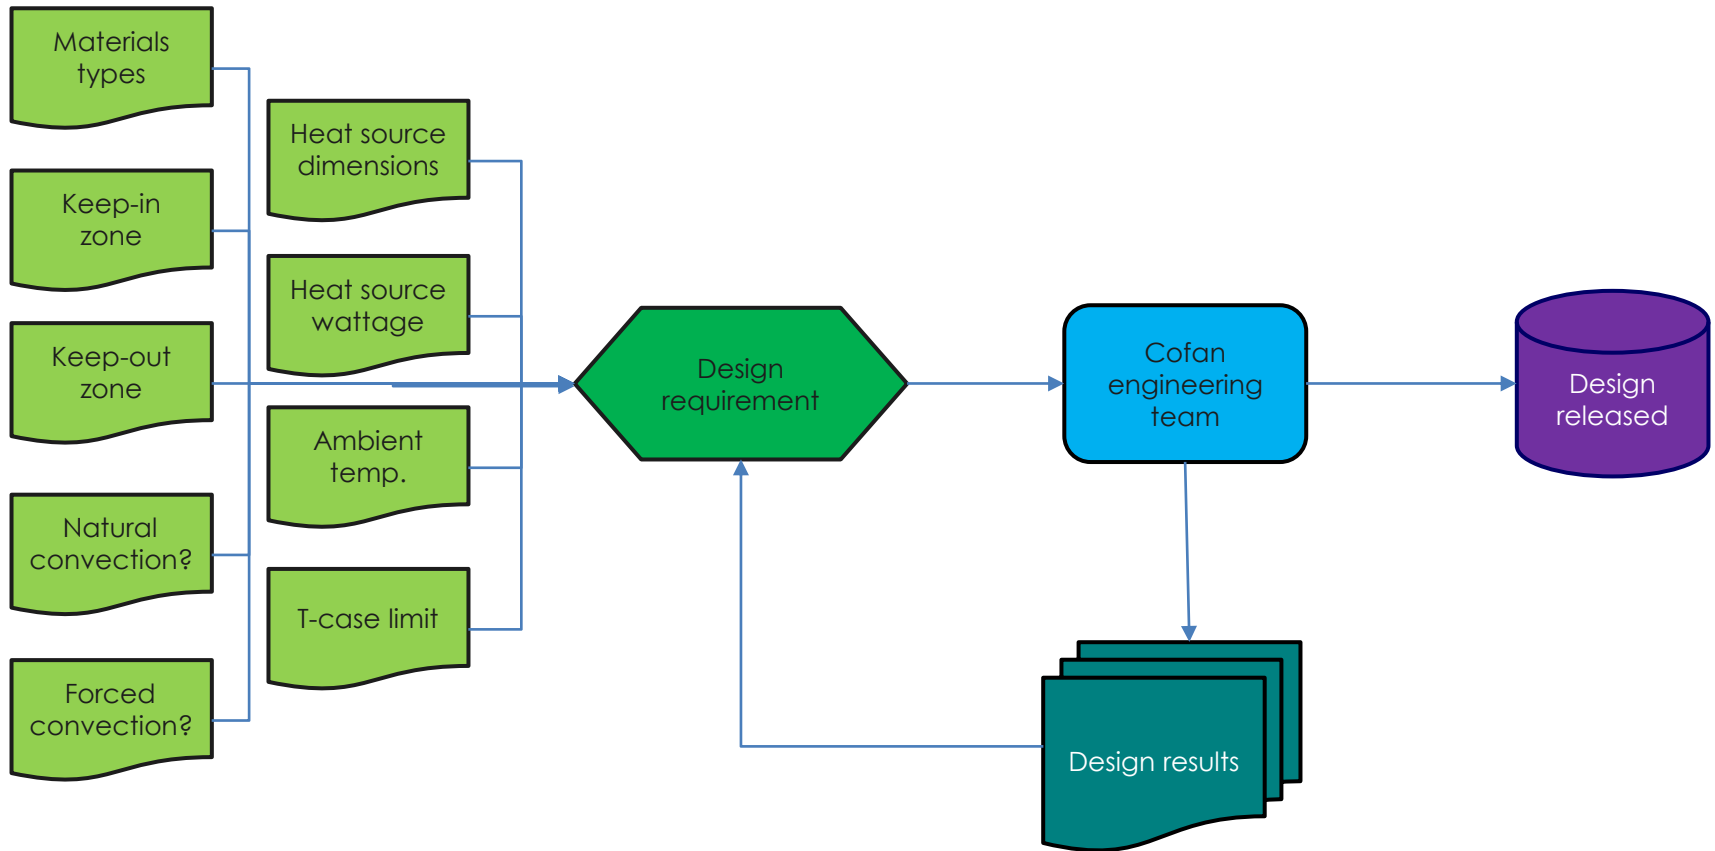 Materials
types
Keep-in
zone
Keep-out
zone
Natural
convection?
Forced
convection?
Heat source
dimensions
Heat source
wattage
Ambient
temp.
T-case limit
Design
requirement
Cofan
engineering
team
Design
released
Design results